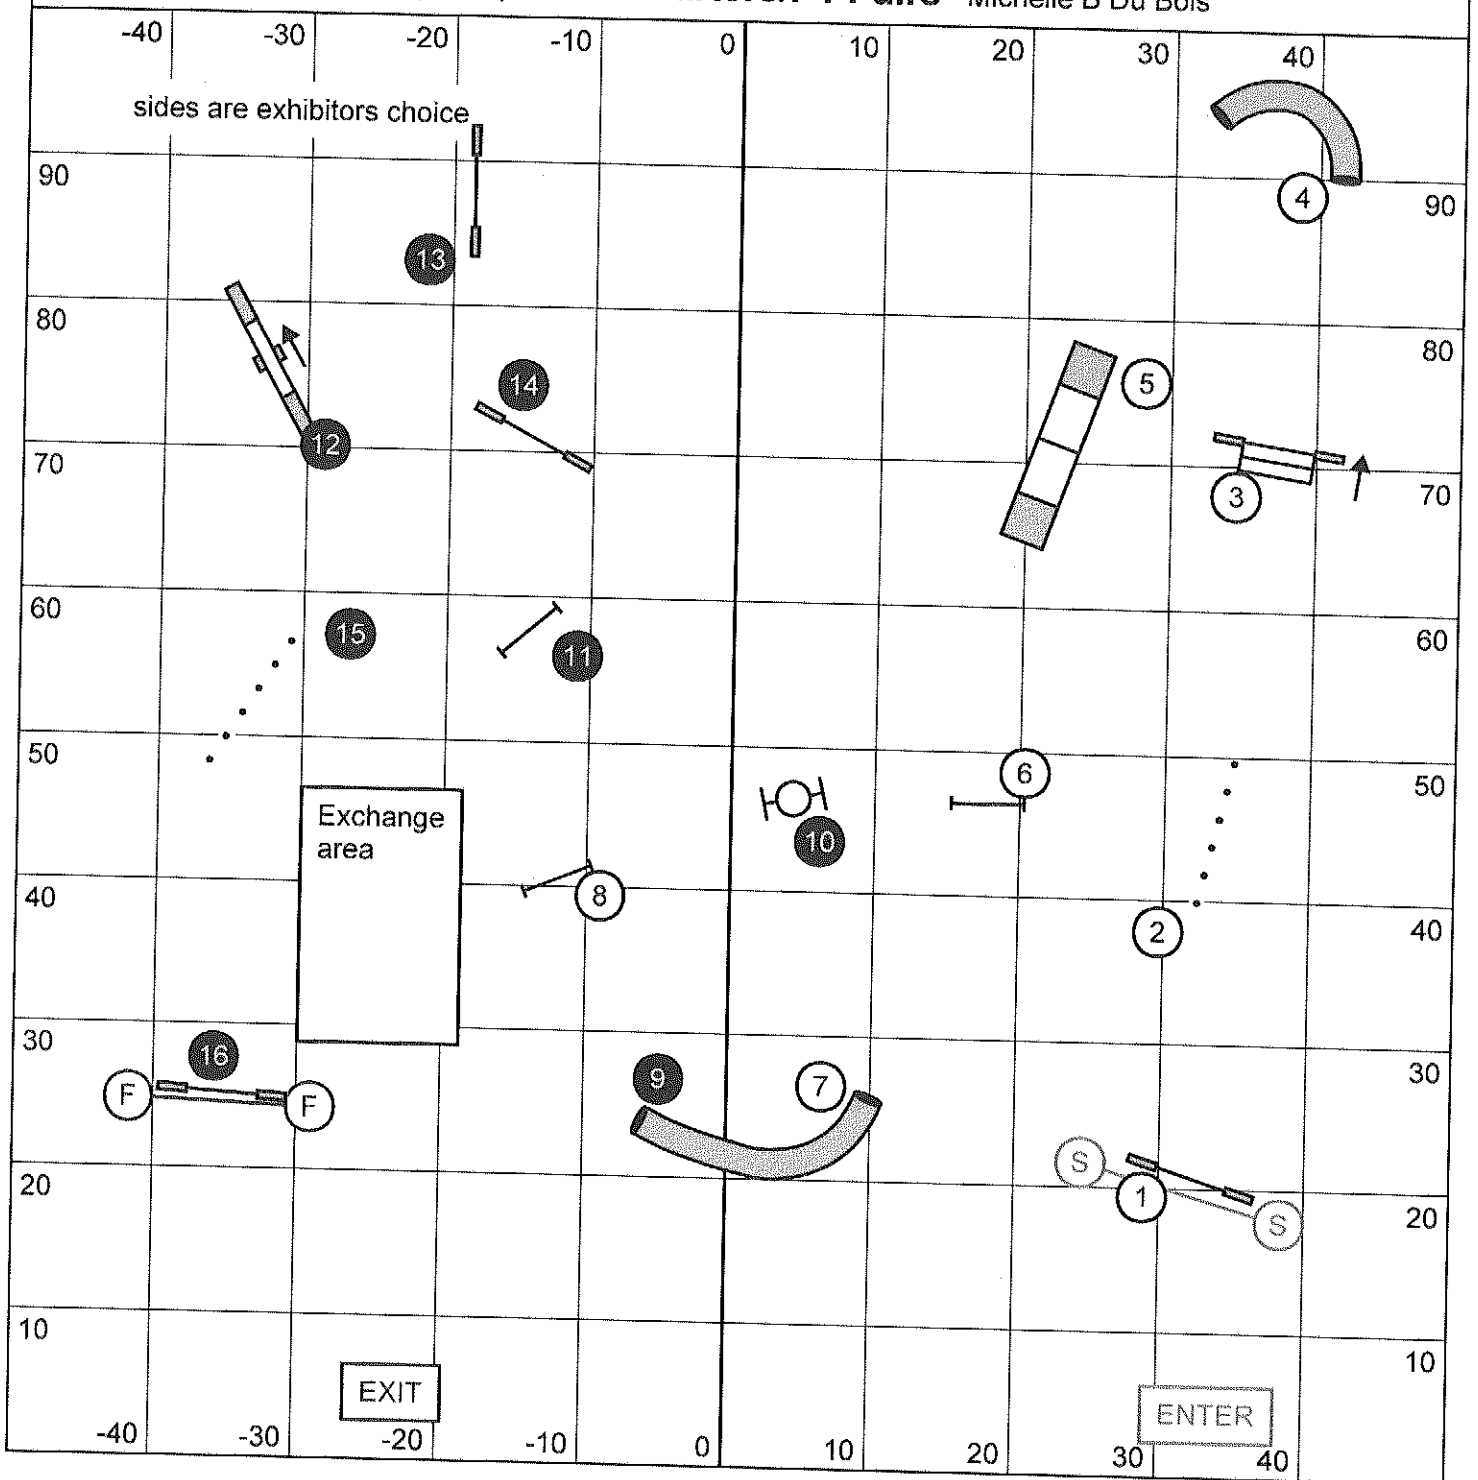 Pairs Michelle B Du Bois
-40 -30 -20 -10 0 10 20 30 40
sides are exhibitors choice
90 4 90
13
80 80
14 5
12
70 3 70
60 15 11 60
50 6 50
Exchange
area
10
40 8 2 40
30 16 9 7 30
F F
20 S 1 S 20
10 10
EXIT ENTER
-40 -30 -20 -10 0 10 20 30 40